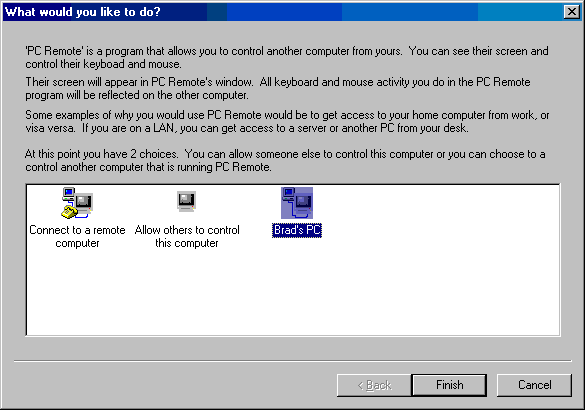 What would you like to do?
'PC Remote' is a program that allows you to control another computer from yours. You can see their screen and
control their keyboad and mouse.
Their screen will appear in PC Remote's window. All keyboard and mouse activity you do in the PC Remote
program will be reflected on the other computer.
Some examples of why you would use PC Remote would be to get access to your home computer from work, or
visa versa. If you are on a LAN, you can get access to a server or another PC from your desk.
At this point you have 2 choices. You can allow someone else to control this computer or you can choose to a
control another computer that is running PC Remote.
Connect to a remote
computer
Allow others to control
this computer
Brad's PC
< Back
Finish
Cancel